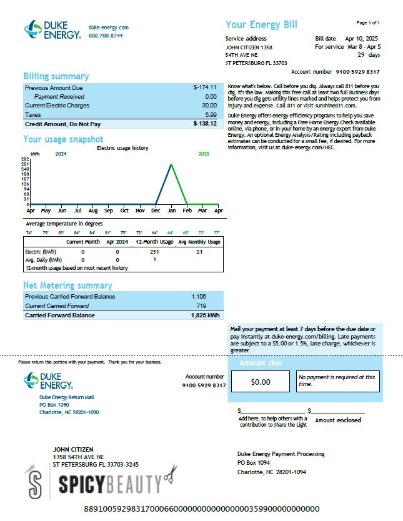 DUKE ENERGY.
duke-energy.com
800.700.8744
Your Energy Bill
Page 1 of 1
Service address
JOHN CITIZEN 1358
54TH AVE NE
ST PETERSBURG FL 33703
Bill date Apr 10, 2025
For service Mar 8 - Apr 5
29 days
Account number 9100 5929 8317
Billing summary
Previous Amount Due $-174.11
Payment Received 0.00
Current Electric Charges 30.00
Taxes 5.99
Credit Amount, Do Not Pay $-138.12
Know what's below. Call before you dig. Always call 811 before you
dig, it's the law. Making this free call at least two full business days
before you dig gets utility lines marked and helps protect you from
injury and expense. Call 811 or visit sunshine811.com.
Duke Energy offers energy efficiency programs to help you save
money and energy, including a Free Home Energy Check available
online, via phone, or in your home by an energy expert from Duke
Energy. An optional Energy Analysis/Rating including payback
estimates can be conducted for a small fee, if desired. For more
information, visit us at duke-energy.com/HEC.
Your usage snapshot
Electric usage history
kWh 2024 2025
Apr May Jun Jul Aug Sep Oct Nov Dec Jan Feb Mar Apr
Average temperature in degrees
Current Month Apr 2024 12-Month Usage Avg Monthly Usage
Electric (kWh) 0 0 251 21
Avg. Daily (kWh) 0 0 1
12-month usage based on most recent history
Net Metering summary
Previous Carried Forward Balance 1,106
Current Carried Forward 719
Carried Forward Balance 1,825 kWh
Mail your payment at least 7 days before the due date or
pay instantly at duke-energy.com/billing. Late payments
are subject to a $5.00 or 1.5%, late charge, whichever is
greater.
Please return this portion with your payment. Thank you for your business.
Amount due
DUKE ENERGY.
Account number
9100 5929 8317
$0.00
No payment is required at this time.
Duke Energy Return Mail
PO Box 1090
Charlotte, NC 28201-1090
$ $
Add here, to help others with a
contribution to Share the Light
Amount enclosed
JOHN CITIZEN
1358 54TH AVE NE
ST PETERSBURG FL 33703-3245
Duke Energy Payment Processing
PO Box 1094
Charlotte, NC 28201-1094
S SPICYBEAUTY